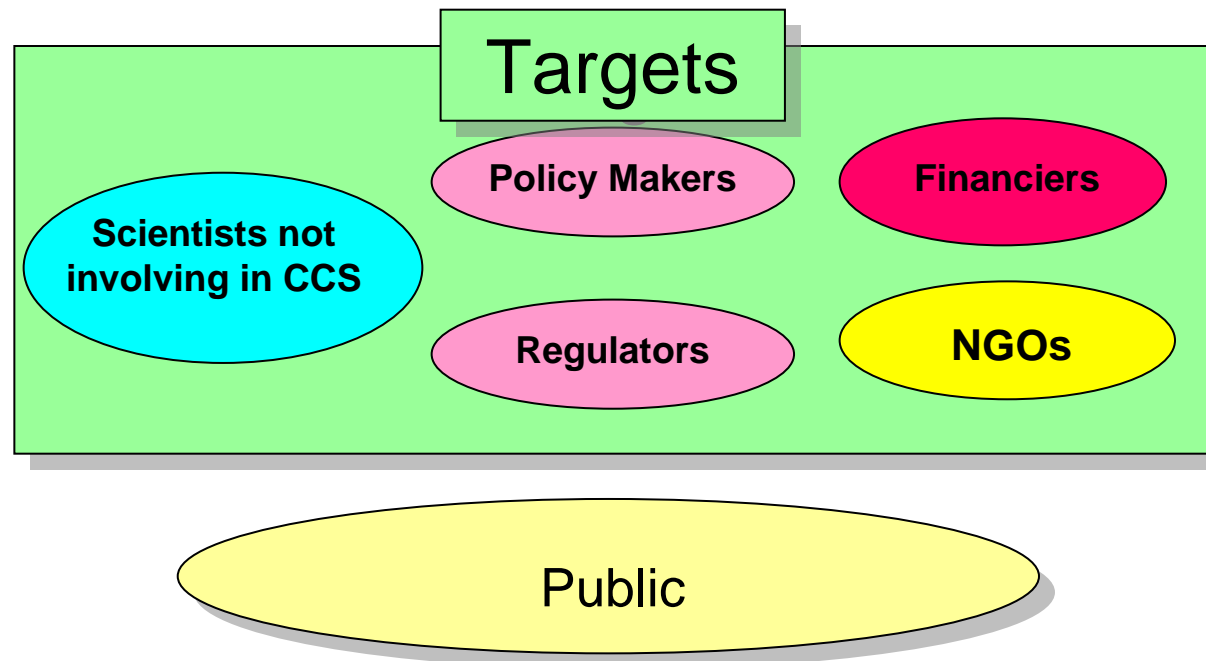 Targets
Policy Makers
Financiers
Scientists not
involving in CCS
Regulators
NGOs
Public